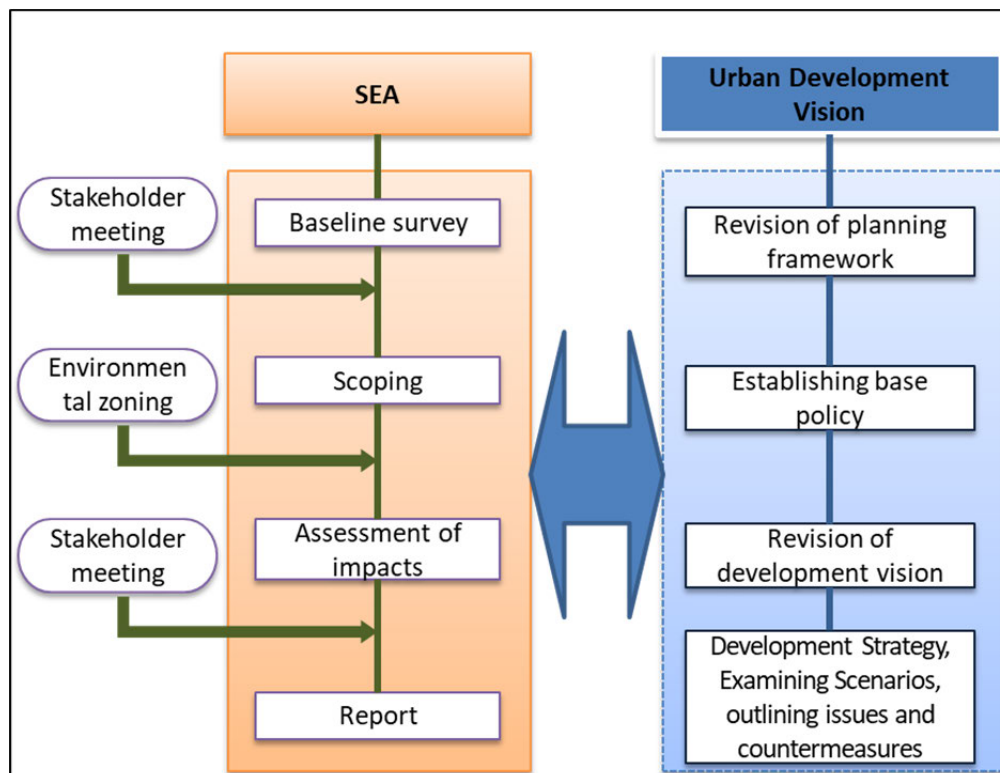 SEA
Stakeholder
meeting
Baseline survey
Environmen
tal zoning
Scoping
Stakeholder
meeting
Assessment of
impacts
Report
Urban Development
Vision
Revision of planning
framework
Establishing base
policy
Revision of
development vision
Development Strategy,
Examining Scenarios,
outlining issues and
countermeasures